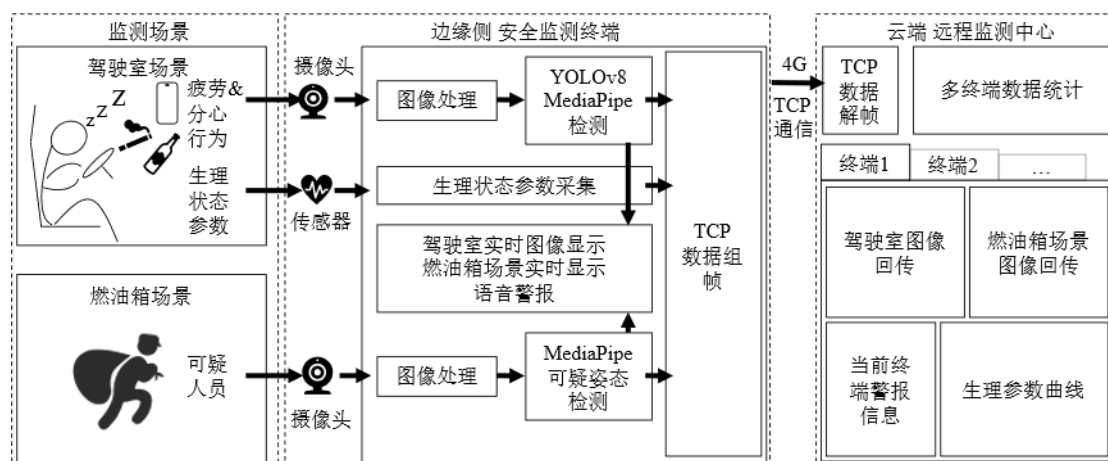 监测场景
驾驶室场景
疲劳&
分心
行为
z
z
Z
生理
状态
参数
燃油箱场景
可疑
人员
边缘侧 安全监测终端
摄像头
图像处理
YOLOv8
MediaPipe
检测
传感器
生理状态参数采集
驾驶室实时图像显示
燃油箱场景实时显示
语音警报
摄像头
图像处理
MediaPipe
可疑姿态
检测
TCP
数据组
帧
4G
TCP
通信
云端 远程监测中心
TCP
数据
解帧
多终端数据统计
终端1
终端2
...
驾驶室图像
回传
燃油箱场景
图像回传
当前终
端警报
信息
生理参数曲线